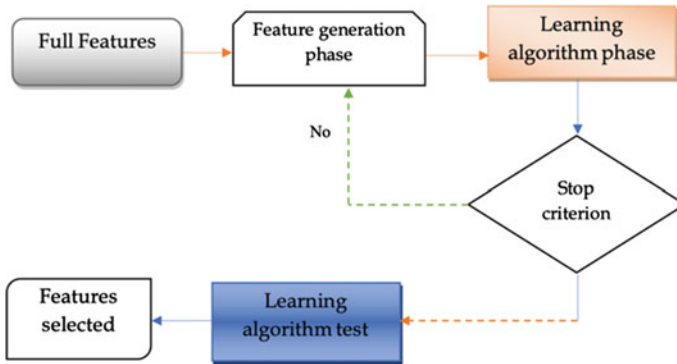 Full Features
Feature generation
phase
Learning
algorithm phase
No
Stop
criterion
Features
selected
Learning
algorithm test